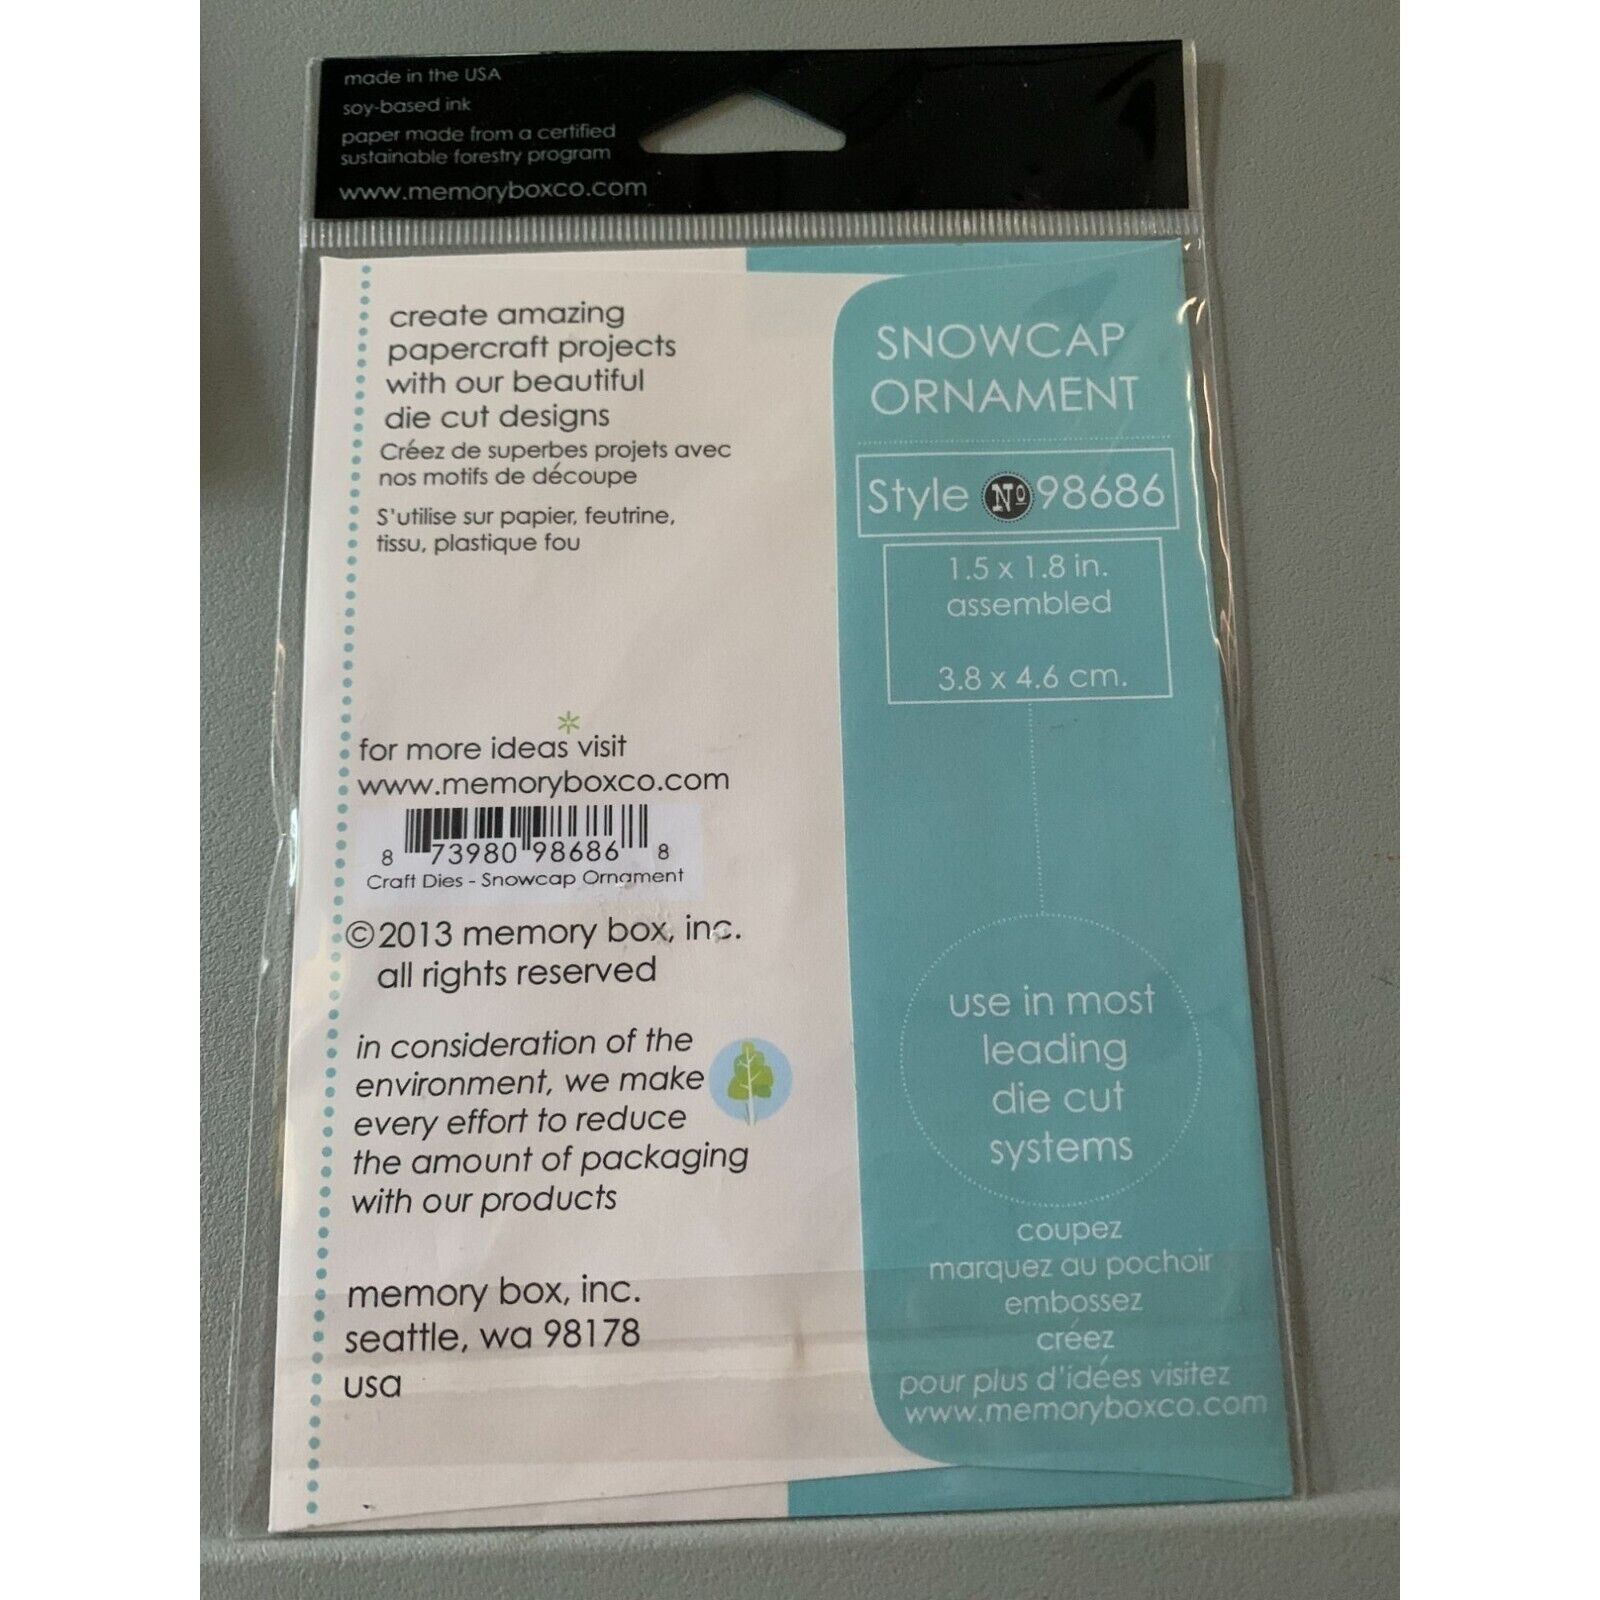 made in the USA
soy-based ink
paper made from a certified
sustainable forestry program
www.memoryboxco.com
create amazing
papercraft projects
with our beautiful
die cut designs
Créez de superbes projets avec
nos motifs de découpe
S'utilise sur papier, feutrine,
tissu, plastique fou
for more ideas visit
www.memoryboxco.com
8 73980 98686 8
Craft Dies - Snowcap Ornament
©2013 memory box, inc.
all rights reserved
in consideration of the
environment, we make
every effort to reduce
the amount of packaging
with our products
memory box, inc.
seattle, wa 98178
usa
SNOWCAP
ORNAMENT
Style No 98686
1.5 x 1.8 in.
assembled
3.8 x 4.6 cm.
use in most
leading
die cut
systems
coupez
marquez au pochoir
embossez
créez
pour plus d'idées visitez
www.memoryboxco.com